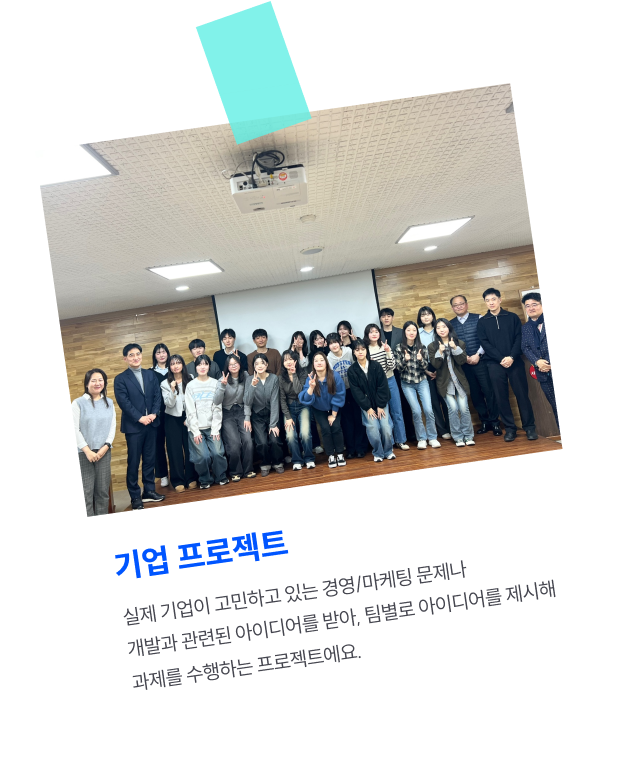 기업 프로젝트
실제 기업이 고민하고 있는 경영/마케팅 문제나
개발과 관련된 아이디어를 받아, 팀별로 아이디어를 제시해
과제를 수행하는 프로젝트에요.